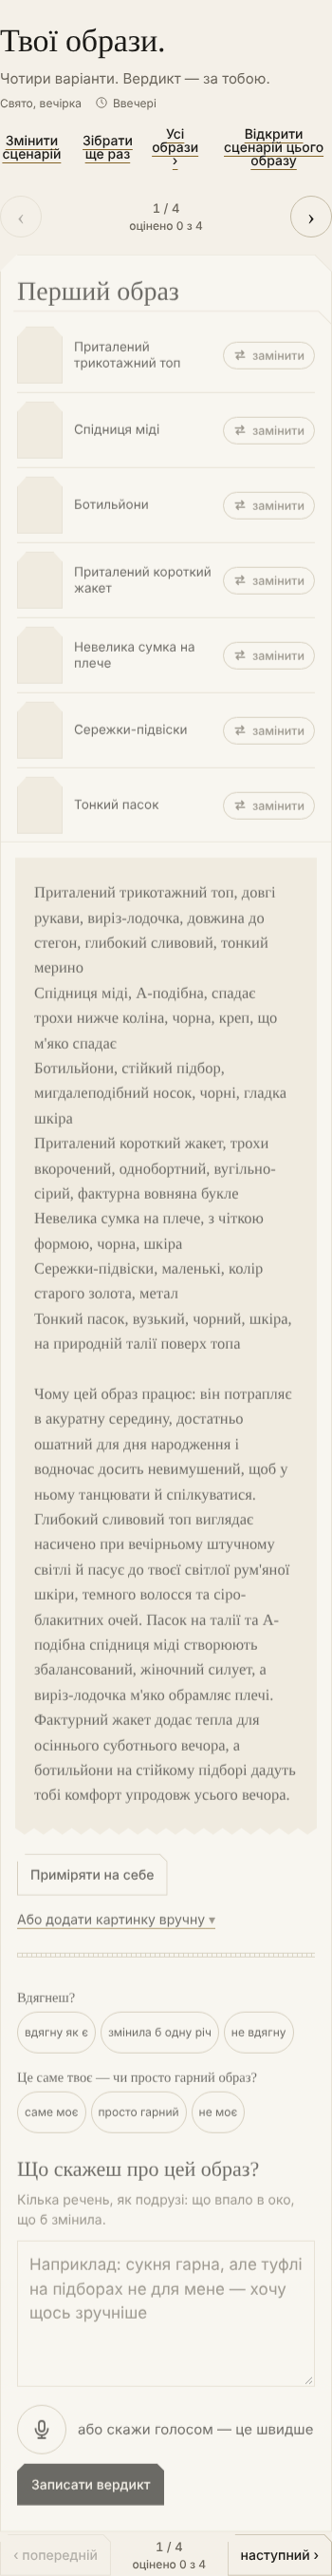 Твої образи.
Чотири варіанти. Вердикт — за тобою.
Свято, вечірка Ввечері
Змінити
сценарій
Зібрати
ще раз
Усі
образи
›
Відкрити
сценарій цього
образу
‹
1 / 4
оцінено 0 з 4
›
Перший образ
Приталений
трикотажний топ
⇄ замінити
Спідниця міді
⇄ замінити
Ботильйони
⇄ замінити
Приталений короткий
жакет
⇄ замінити
Невелика сумка на
плече
⇄ замінити
Сережки-підвіски
⇄ замінити
Тонкий пасок
⇄ замінити
Приталений трикотажний топ, довгі
рукави, виріз-лодочка, довжина до
стегон, глибокий сливовий, тонкий
мерино
Спідниця міді, А-подібна, спадає
трохи нижче коліна, чорна, креп, що
м'яко спадає
Ботильйони, стійкий підбор,
мигдалеподібний носок, чорні, гладка
шкіра
Приталений короткий жакет, трохи
вкорочений, однобортний, вугільно-
сірий, фактурна вовняна букле
Невелика сумка на плече, з чіткою
формою, чорна, шкіра
Сережки-підвіски, маленькі, колір
старого золота, метал
Тонкий пасок, вузький, чорний, шкіра,
на природній талії поверх топа
Чому цей образ працює: він потрапляє
в акуратну середину, достатньо
ошатний для дня народження і
водночас досить невимушений, щоб у
ньому танцювати й спілкуватися.
Глибокий сливовий топ виглядає
насичено при вечірньому штучному
світлі й пасує до твоєї світлої рум'яної
шкіри, темного волосся та сіро-
блакитних очей. Пасок на талії та А-
подібна спідниця міді створюють
збалансований, жіночний силует, а
виріз-лодочка м'яко обрамляє плечі.
Фактурний жакет додає тепла для
осіннього суботнього вечора, а
ботильйони на стійкому підборі дадуть
тобі комфорт упродовж усього вечора.
Приміряти на себе
Або додати картинку вручну ▾
Вдягнеш?
вдягну як є змінила б одну річ не вдягну
Це саме твоє — чи просто гарний образ?
саме моє просто гарний не моє
Що скажеш про цей образ?
Кілька речень, як подрузі: що впало в око,
що б змінила.
Наприклад: сукня гарна, але туфлі
на підборах не для мене — хочу
щось зручніше
або скажи голосом — це швидше
Записати вердикт
‹ попередній
1 / 4
оцінено 0 з 4
наступний ›